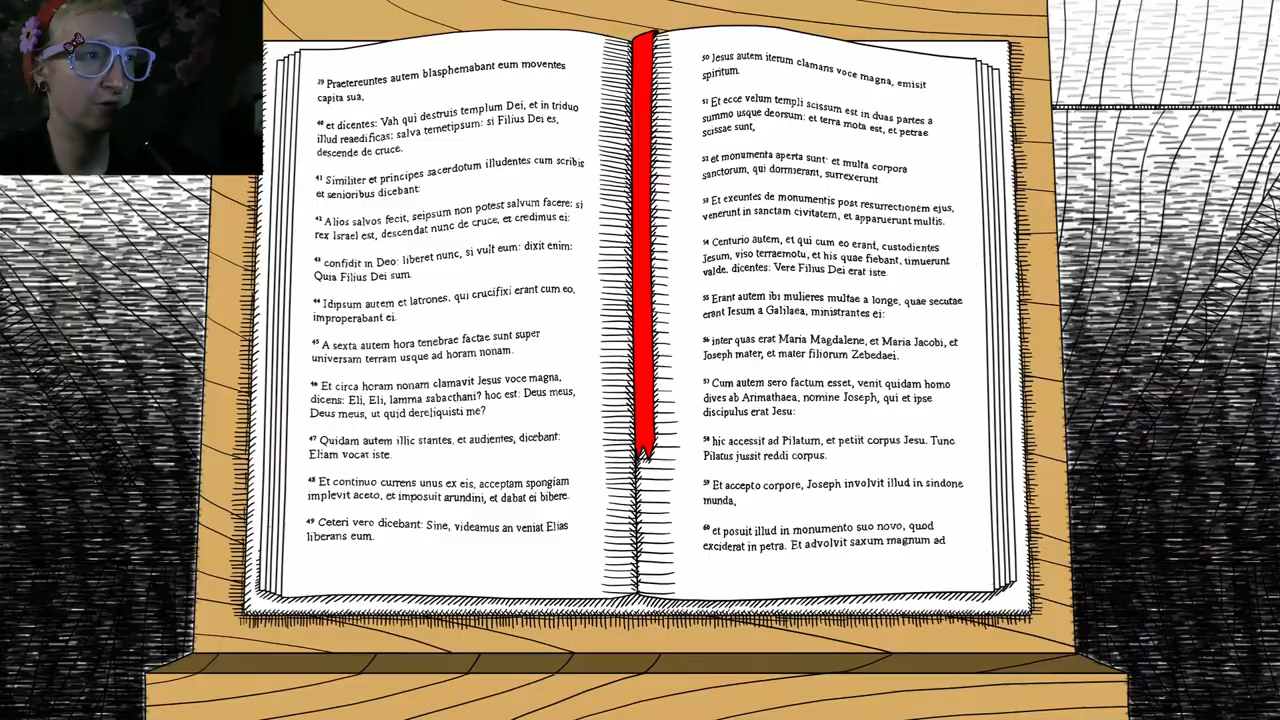 39 Praetereuntes autem blasphemabant eum moventes
capita sua,
40 et dicentes: Vah qui destruis templum Dei, et in triduo
illud reaedificas: salva temetipsum: si Filius Dei es,
descende de cruce.
41 Similiter et principes sacerdotum illudentes cum scribis
et senioribus dicebant:
42 Alios salvos fecit, seipsum non potest salvum facere: si
rex Israel est, descendat nunc de cruce, et credimus ei:
43 confidit in Deo: liberet nunc, si vult eum: dixit enim:
Quia Filius Dei sum.
44 Idipsum autem et latrones, qui crucifixi erant cum eo,
improperabant ei.
45 A sexta autem hora tenebrae factae sunt super
universam terram usque ad horam nonam.
46 Et circa horam nonam clamavit Jesus voce magna,
dicens: Eli, Eli, lamma sabacthani? hoc est: Deus meus,
Deus meus, ut quid dereliquisti me?
47 Quidam autem illic stantes, et audientes, dicebant:
Eliam vocat iste.
48 Et continuo currens unus ex eis, acceptam spongiam
implevit aceto, et imposuit arundini, et dabat ei bibere.
49 Ceteri vero dicebant: Sine, videamus an veniat Elias
liberans eum.
50 Jesus autem iterum clamans voce magna, emisit
spiritum.
51 Et ecce velum templi scissum est in duas partes a
summo usque deorsum: et terra mota est, et petrae
scissae sunt,
52 et monumenta aperta sunt: et multa corpora
sanctorum, qui dormierant, surrexerunt
53 Et exeuntes de monumentis post resurrectionem ejus,
venerunt in sanctam civitatem, et apparuerunt multis.
54 Centurio autem, et qui cum eo erant, custodientes
Jesum, viso terraemotu, et his quae fiebant, timuerunt
valde, dicentes: Vere Filius Dei erat iste.
55 Erant autem ibi mulieres multae a longe, quae secutae
erant Jesum a Galilaea, ministrantes ei:
56 inter quas erat Maria Magdalene, et Maria Jacobi, et
Joseph mater, et mater filiorum Zebedaei.
57 Cum autem sero factum esset, venit quidam homo
dives ab Arimathaea, nomine Joseph, qui et ipse
discipulus erat Jesu:
58 hic accessit ad Pilatum, et petiit corpus Jesu. Tunc
Pilatus jussit reddi corpus.
59 Et accepto corpore, Joseph involvit illud in sindone
munda,
60 et posuit illud in monumento suo novo, quod
exciderat in petra. Et advolvit saxum magnum ad